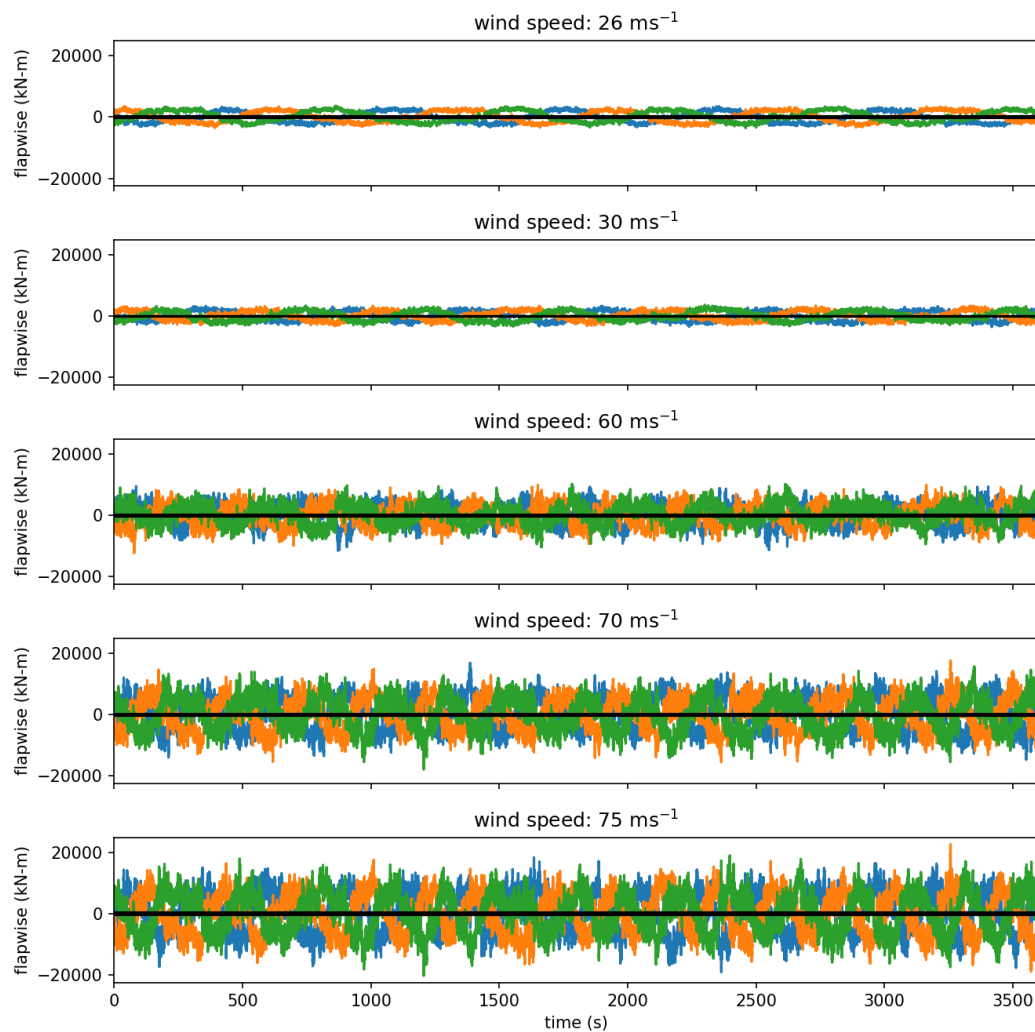 wind speed: 26 ms⁻¹
20000
0
−20000
flapwise (kN-m)
wind speed: 30 ms⁻¹
20000
0
−20000
flapwise (kN-m)
wind speed: 60 ms⁻¹
20000
0
−20000
flapwise (kN-m)
wind speed: 70 ms⁻¹
20000
0
−20000
flapwise (kN-m)
wind speed: 75 ms⁻¹
20000
0
−20000
flapwise (kN-m)
0 500 1000 1500 2000 2500 3000 3500
time (s)